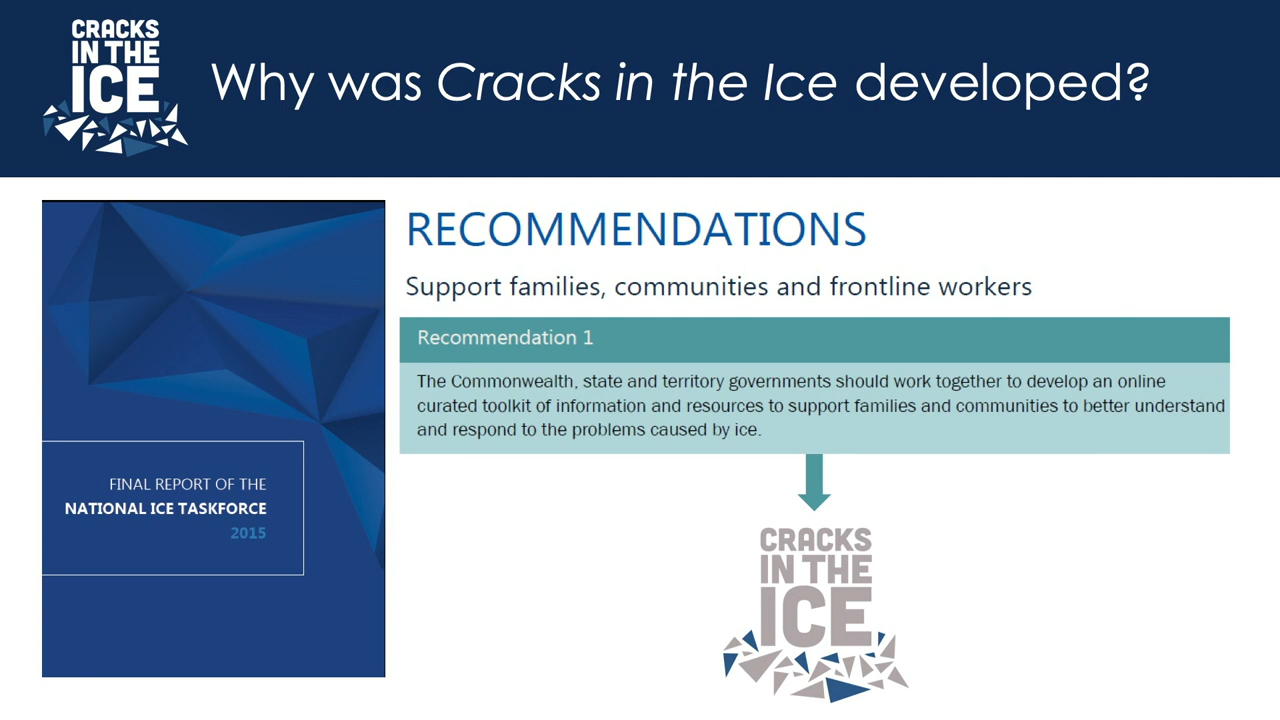 CRACKS
IN THE
ICE
Why was Cracks in the Ice developed?
FINAL REPORT OF THE
NATIONAL ICE TASKFORCE
2015
RECOMMENDATIONS
Support families, communities and frontline workers
Recommendation 1
The Commonwealth, state and territory governments should work together to develop an online
curated toolkit of information and resources to support families and communities to better understand
and respond to the problems caused by ice.
CRACKS
IN THE
ICE